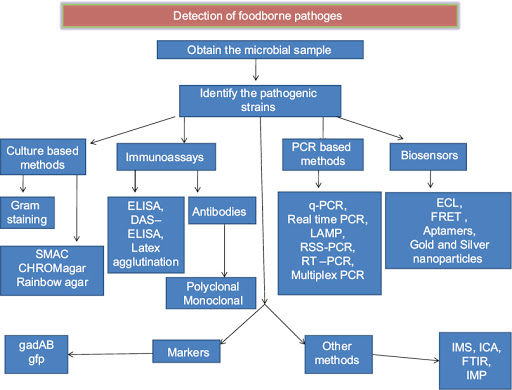 Detection of foodborne pathoges
Obtain the microbial sample
Identify the pathogenic
strains
Culture based
methods
Immunoassays
PCR based
methods
Biosensors
Gram
staining
SMAC
CHROMagar
Rainbow agar
ELISA,
DAS–
ELISA,
Latex
agglutination
Antibodies
Polyclonal
Monoclonal
q-PCR,
Real time PCR,
LAMP,
RSS-PCR,
RT –PCR,
Multiplex PCR
ECL,
FRET ,
Aptamers,
Gold and Silver
nanoparticles
gadAB
gfp
Markers
Other
methods
IMS, ICA,
FTIR,
IMP